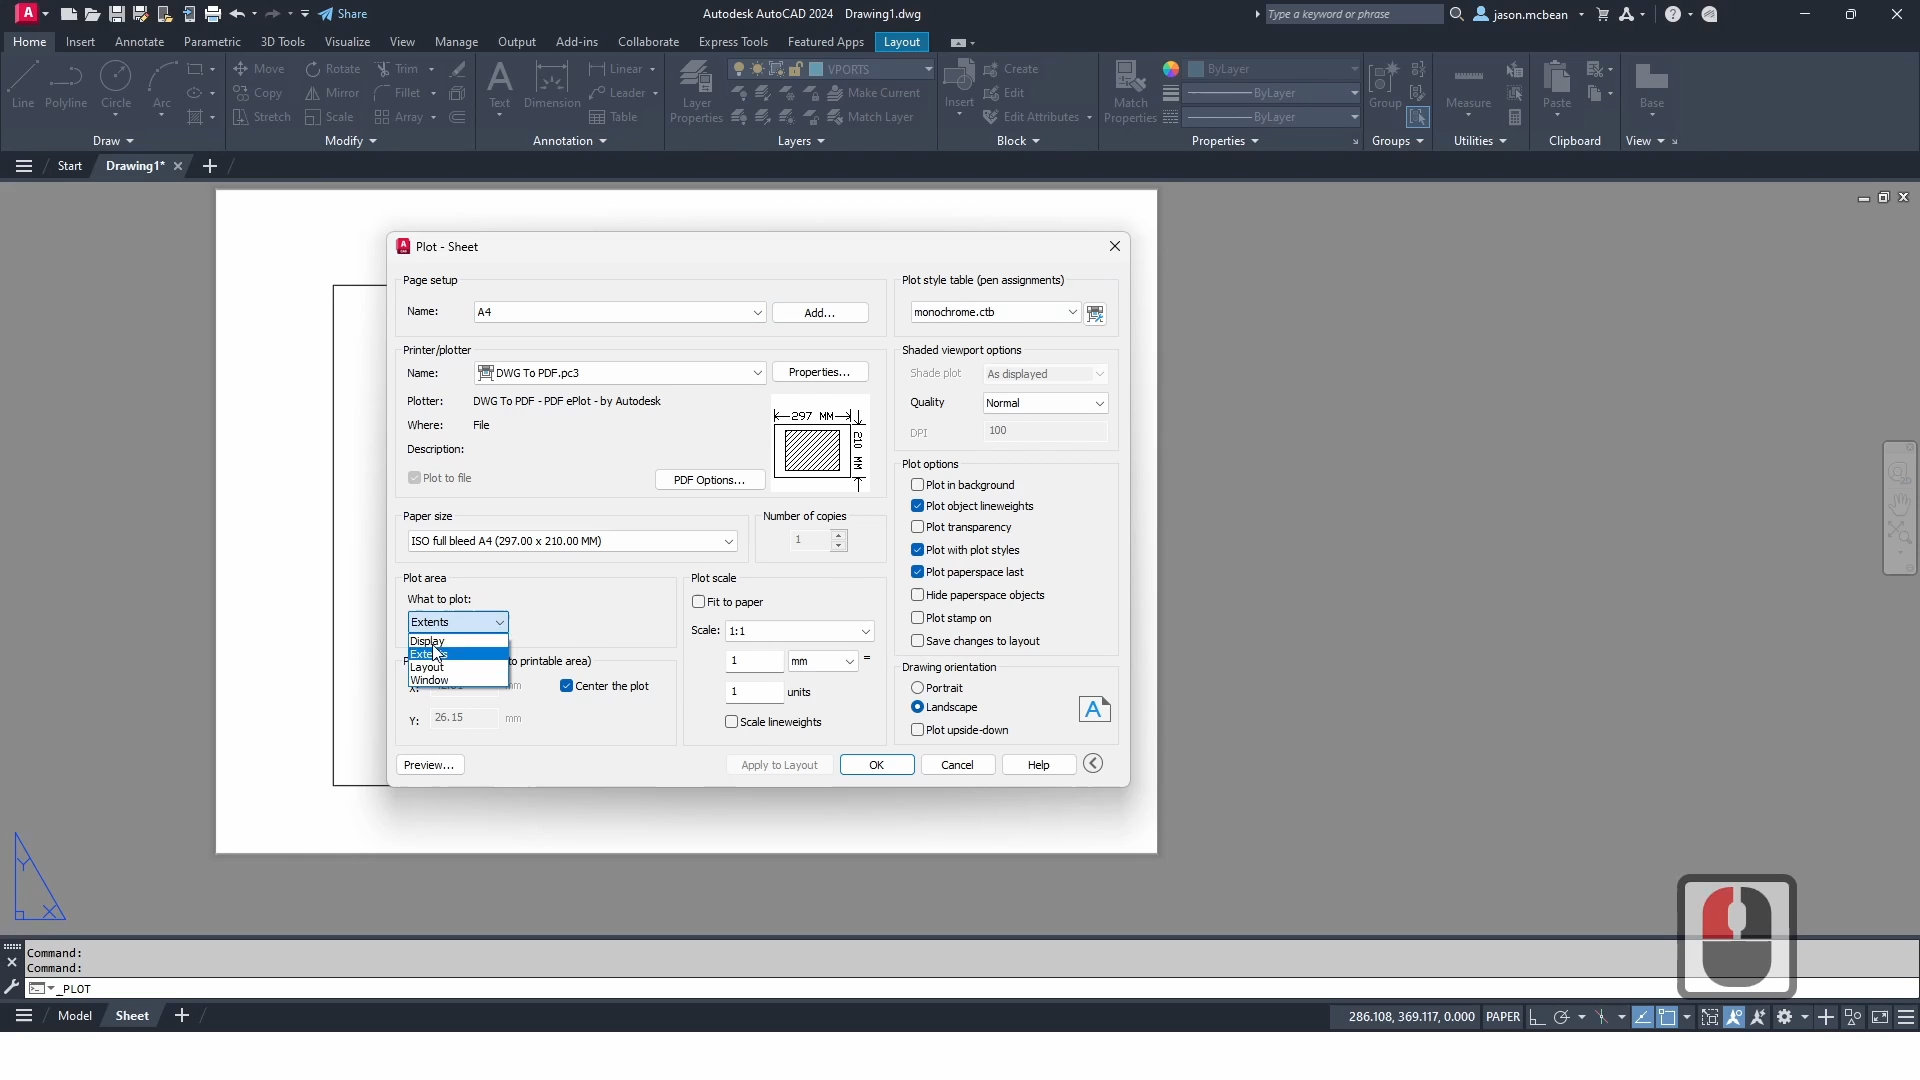 Share
Autodesk AutoCAD 2024 Drawing1.dwg
Type a keyword or phrase
jason.mcbean
Home Insert Annotate Parametric 3D Tools Visualize View Manage Output Add-ins Collaborate Express Tools Featured Apps Layout
Line Polyline Circle Arc
Move Rotate Trim
Copy Mirror Fillet
Stretch Scale Array
Text Dimension
Linear
Leader
Table
Layer Properties
VPORTS
Make Current
Match Layer
Insert
Create
Edit
Edit Attributes
Match Properties
ByLayer
ByLayer
ByLayer
Group
Measure
Paste
Base
Draw Modify Annotation Layers Block Properties Groups Utilities Clipboard View
Start Drawing1*
Plot - Sheet
Page setup
Name: A4 Add...
Printer/plotter
Name: DWG To PDF.pc3 Properties...
Plotter: DWG To PDF - PDF ePlot - by Autodesk
Where: File
Description:
Plot to file
PDF Options...
297 MM
210 MM
Paper size
ISO full bleed A4 (297.00 x 210.00 MM)
Number of copies
1
Plot area
What to plot:
Extents
Display
Extents
Layout
Window
to printable area)
X: mm
Center the plot
Y: 26.15 mm
Plot scale
Fit to paper
Scale: 1:1
1 mm =
1 units
Scale lineweights
Plot style table (pen assignments)
monochrome.ctb
Shaded viewport options
Shade plot As displayed
Quality Normal
DPI 100
Plot options
Plot in background
Plot object lineweights
Plot transparency
Plot with plot styles
Plot paperspace last
Hide paperspace objects
Plot stamp on
Save changes to layout
Drawing orientation
Portrait
Landscape
Plot upside-down
A
Preview... Apply to Layout OK Cancel Help
Y
X
Command:
Command:
_PLOT
Model Sheet
286.108, 369.117, 0.000 PAPER